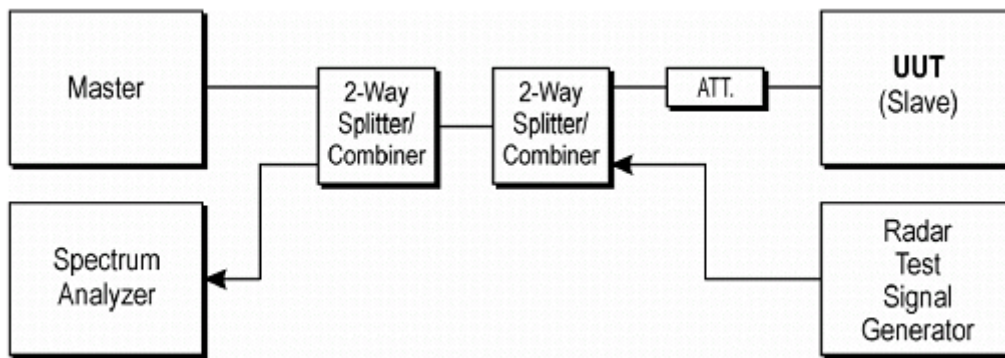 Master
2-Way
Splitter/
Combiner
2-Way
Splitter/
Combiner
ATT.
UUT
(Slave)
Spectrum
Analyzer
Radar
Test
Signal
Generator